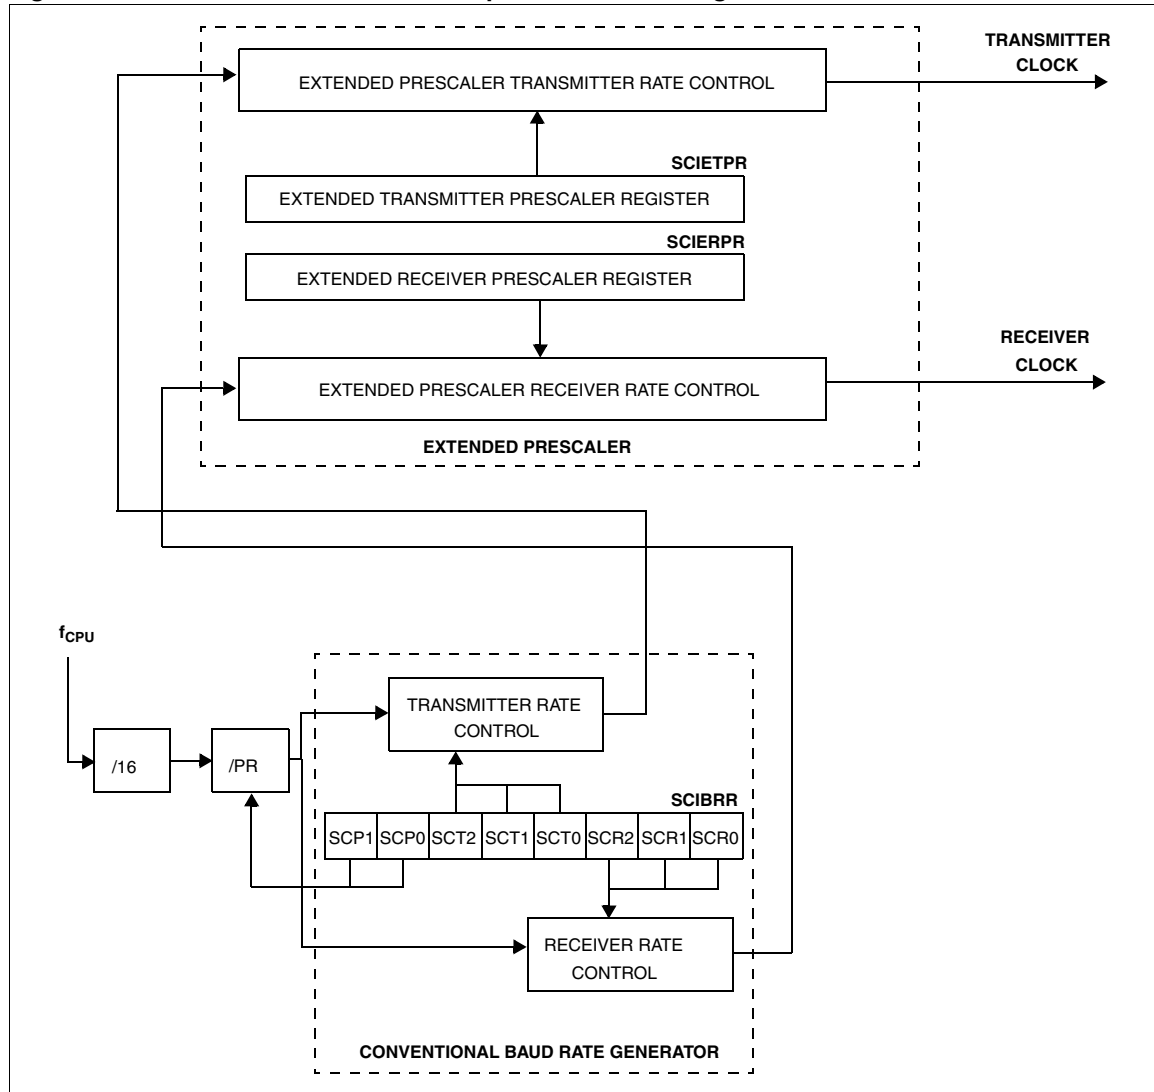 TRANSMITTER
CLOCK
EXTENDED PRESCALER TRANSMITTER RATE CONTROL
SCIETPR
EXTENDED TRANSMITTER PRESCALER REGISTER
SCIERPR
EXTENDED RECEIVER PRESCALER REGISTER
RECEIVER
CLOCK
EXTENDED PRESCALER RECEIVER RATE CONTROL
EXTENDED PRESCALER
fCPU
TRANSMITTER RATE
CONTROL
/16
/PR
SCIBRR
SCP1 SCP0 SCT2 SCT1 SCT0 SCR2 SCR1 SCR0
RECEIVER RATE
CONTROL
CONVENTIONAL BAUD RATE GENERATOR